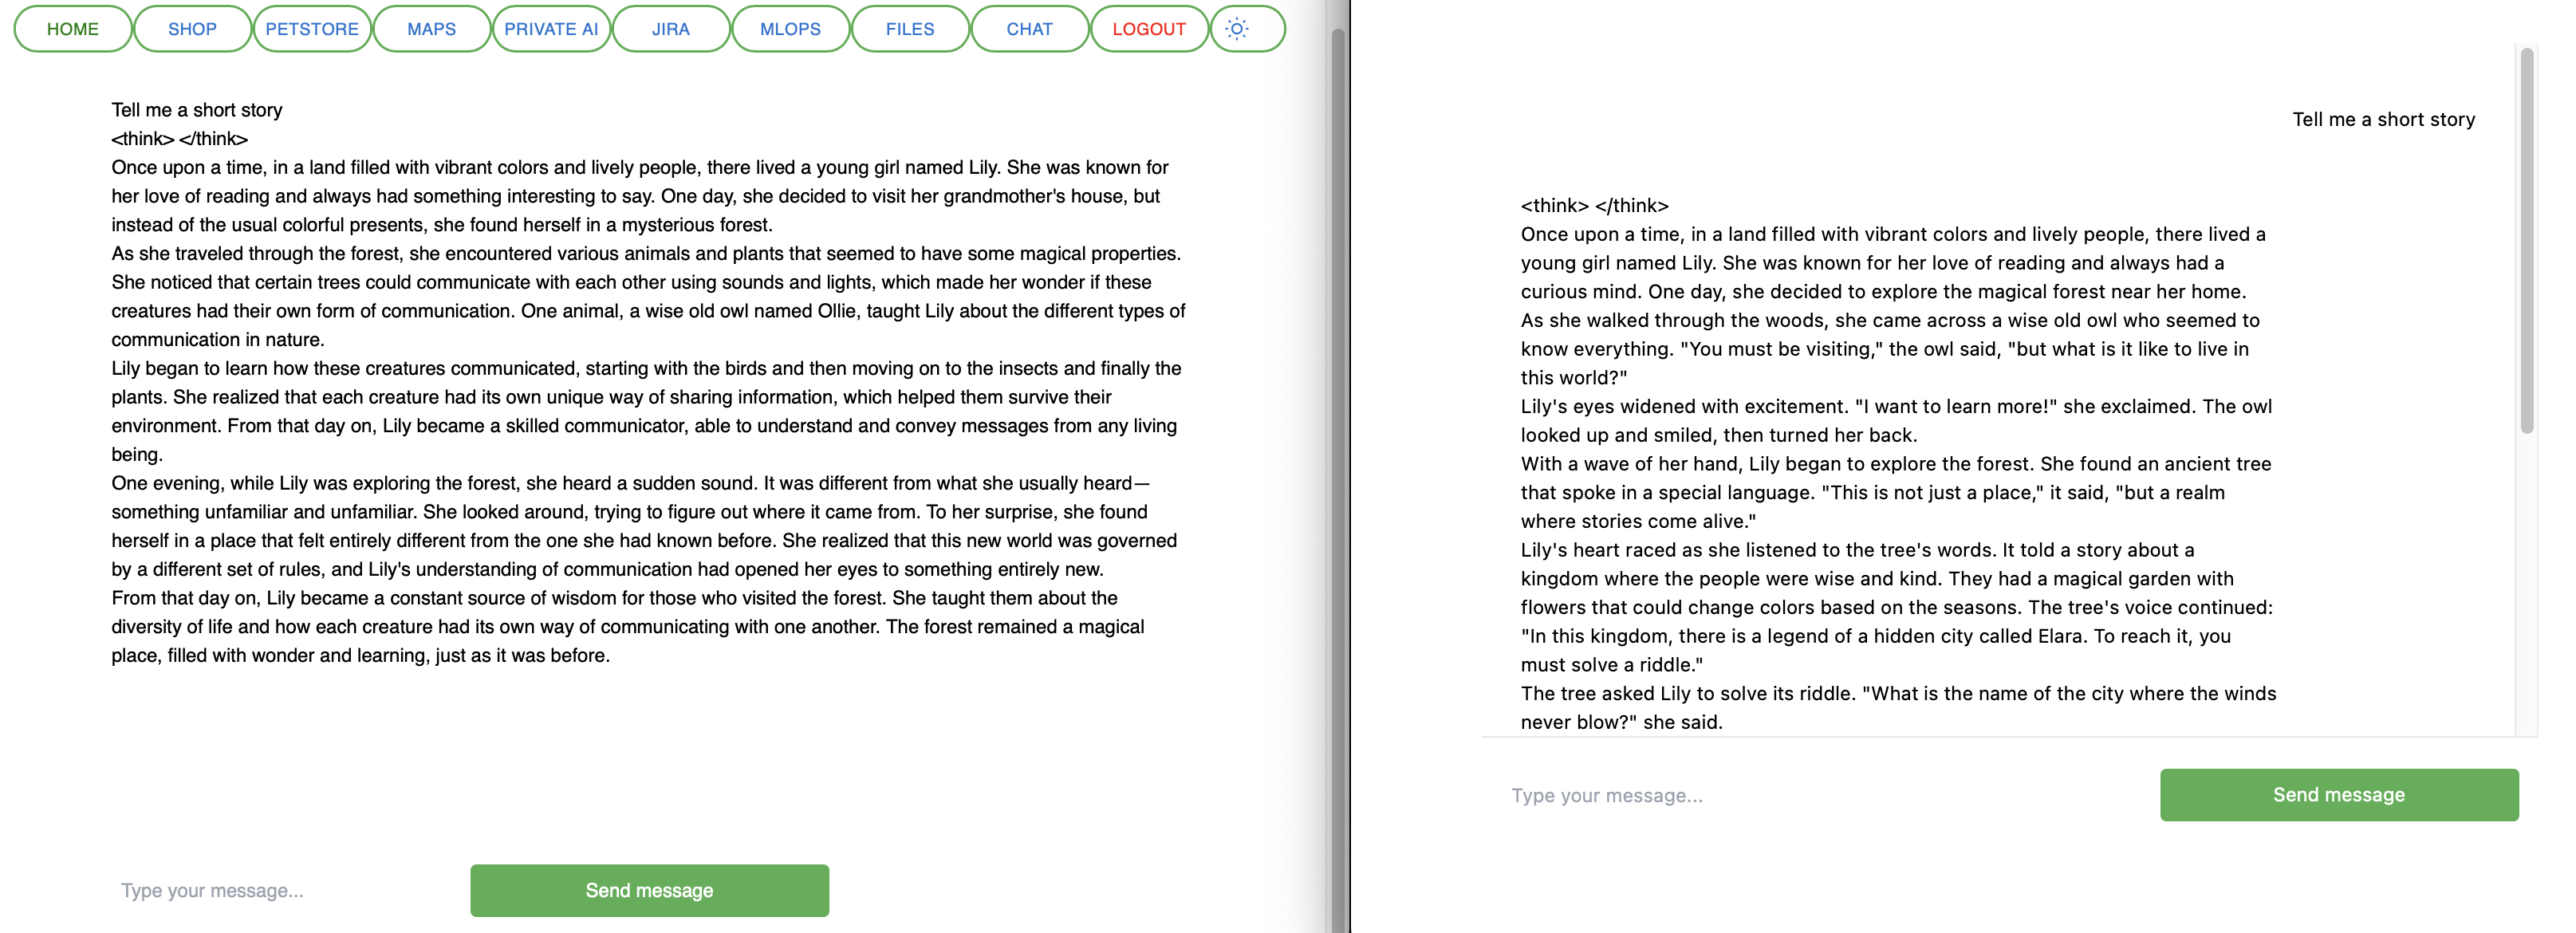 HOME SHOP PETSTORE MAPS PRIVATE AI JIRA MLOPS FILES CHAT LOGOUT
Tell me a short story
<think> </think>
Once upon a time, in a land filled with vibrant colors and lively people, there lived a young girl named Lily. She was known for
her love of reading and always had something interesting to say. One day, she decided to visit her grandmother's house, but
instead of the usual colorful presents, she found herself in a mysterious forest.
As she traveled through the forest, she encountered various animals and plants that seemed to have some magical properties.
She noticed that certain trees could communicate with each other using sounds and lights, which made her wonder if these
creatures had their own form of communication. One animal, a wise old owl named Ollie, taught Lily about the different types of
communication in nature.
Lily began to learn how these creatures communicated, starting with the birds and then moving on to the insects and finally the
plants. She realized that each creature had its own unique way of sharing information, which helped them survive their
environment. From that day on, Lily became a skilled communicator, able to understand and convey messages from any living
being.
One evening, while Lily was exploring the forest, she heard a sudden sound. It was different from what she usually heard—
something unfamiliar and unfamiliar. She looked around, trying to figure out where it came from. To her surprise, she found
herself in a place that felt entirely different from the one she had known before. She realized that this new world was governed
by a different set of rules, and Lily's understanding of communication had opened her eyes to something entirely new.
From that day on, Lily became a constant source of wisdom for those who visited the forest. She taught them about the
diversity of life and how each creature had its own way of communicating with one another. The forest remained a magical
place, filled with wonder and learning, just as it was before.
Type your message...
Send message
Tell me a short story
<think> </think>
Once upon a time, in a land filled with vibrant colors and lively people, there lived a
young girl named Lily. She was known for her love of reading and always had a
curious mind. One day, she decided to explore the magical forest near her home.
As she walked through the woods, she came across a wise old owl who seemed to
know everything. "You must be visiting," the owl said, "but what is it like to live in
this world?"
Lily's eyes widened with excitement. "I want to learn more!" she exclaimed. The owl
looked up and smiled, then turned her back.
With a wave of her hand, Lily began to explore the forest. She found an ancient tree
that spoke in a special language. "This is not just a place," it said, "but a realm
where stories come alive."
Lily's heart raced as she listened to the tree's words. It told a story about a
kingdom where the people were wise and kind. They had a magical garden with
flowers that could change colors based on the seasons. The tree's voice continued:
"In this kingdom, there is a legend of a hidden city called Elara. To reach it, you
must solve a riddle."
The tree asked Lily to solve its riddle. "What is the name of the city where the winds
never blow?" she said.
Type your message...
Send message